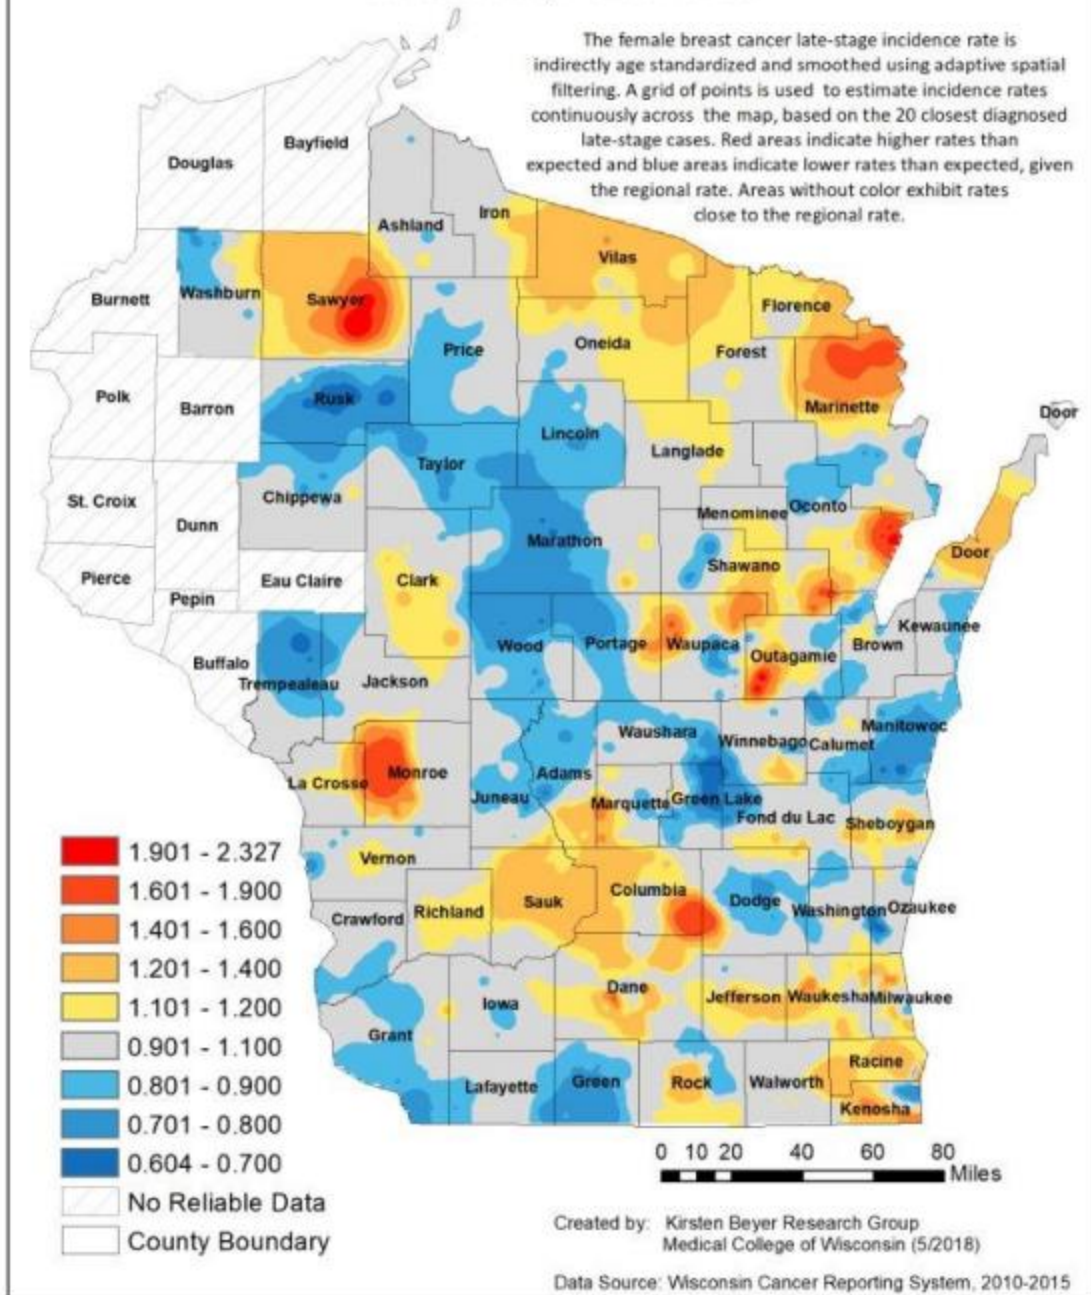 The female breast cancer late-stage incidence rate is
indirectly age standardized and smoothed using adaptive spatial
filtering. A grid of points is used to estimate incidence rates
continuously across the map, based on the 20 closest diagnosed
late-stage cases. Red areas indicate higher rates than
expected and blue areas indicate lower rates than expected, given
the regional rate. Areas without color exhibit rates
close to the regional rate.
Bayfield
Douglas
Iron
Ashland
Vilas
Burnett
Washburn
Sawyer
Florence
Price
Oneida
Forest
Polk
Barron
Rusk
Marinette
Door
Lincoln
Langlade
Taylor
St. Croix
Chippewa
Dunn
Menominee
Oconto
Marathon
Door
Pierce
Eau Claire
Clark
Shawano
Pepin
Kewaunee
Wood
Portage
Waupaca
Brown
Outagamie
Buffalo
Trempealeau
Jackson
Waushara
Winnebago
Calumet
Manitowoc
La Crosse
Monroe
Juneau
Adams
Marquette
Green Lake
Fond du Lac
Sheboygan
Vernon
Crawford
Richland
Sauk
Columbia
Dodge
Washington
Ozaukee
Dane
Jefferson
Waukesha
Milwaukee
Iowa
Grant
Lafayette
Green
Rock
Walworth
Racine
Kenosha
1.901 - 2.327
1.601 - 1.900
1.401 - 1.600
1.201 - 1.400
1.101 - 1.200
0.901 - 1.100
0.801 - 0.900
0.701 - 0.800
0.604 - 0.700
No Reliable Data
County Boundary
0 10 20 40 60 80
Miles
Created by: Kirsten Beyer Research Group
Medical College of Wisconsin (5/2018)
Data Source: Wisconsin Cancer Reporting System, 2010-2015